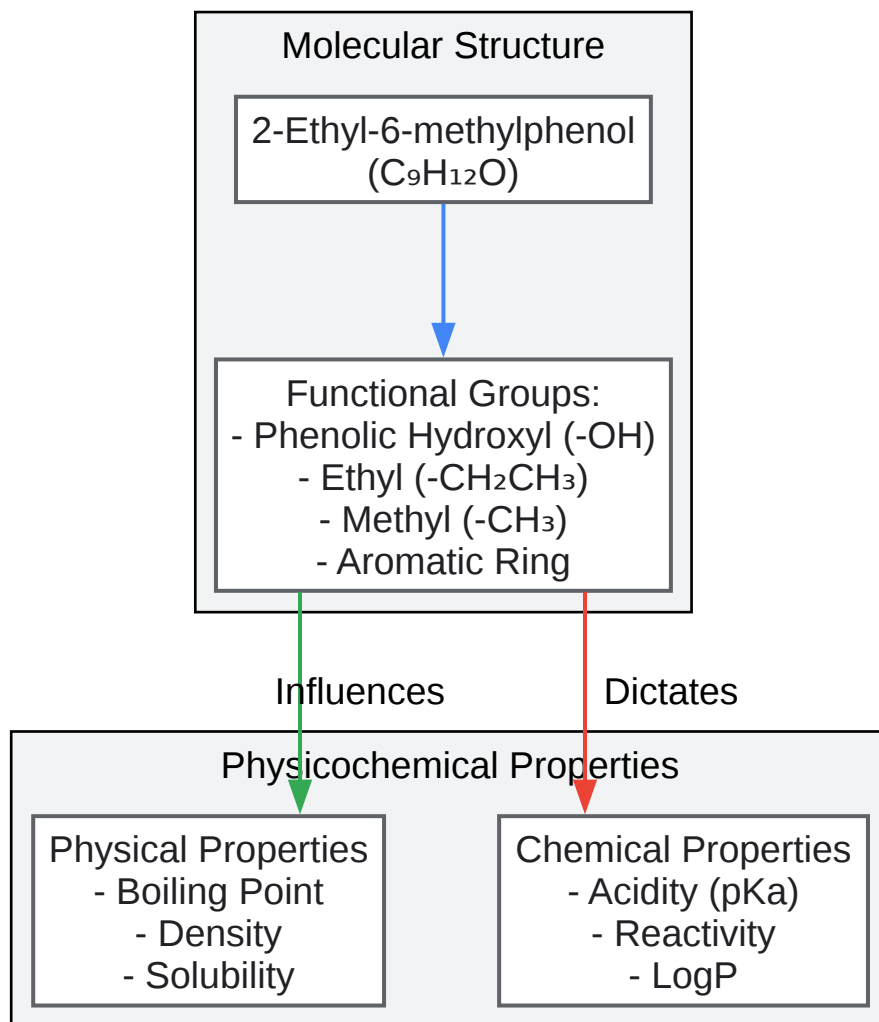 Molecular Structure
2-Ethyl-6-methylphenol
(C₉H₁₂O)
Functional Groups:
- Phenolic Hydroxyl (-OH)
- Ethyl (-CH₂CH₃)
- Methyl (-CH₃)
- Aromatic Ring
Influences
Dictates
Physicochemical Properties
Physical Properties
- Boiling Point
- Density
- Solubility
Chemical Properties
- Acidity (pKa)
- Reactivity
- LogP